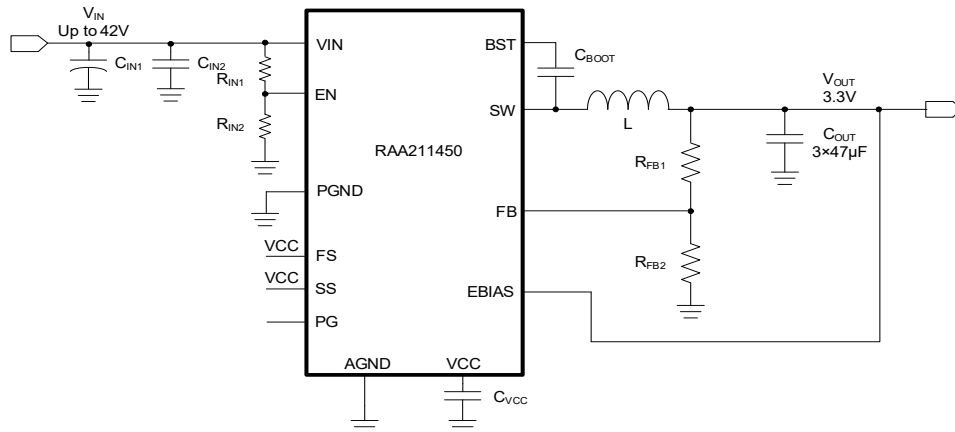 VIN
Up to 42V
CIN1
CIN2
RIN1
RIN2
VIN
EN
PGND
VCC
FS
VCC
SS
PG
AGND
VCC
CVCC
RAA211450
BST
SW
FB
EBIAS
CBOOT
L
RFB1
RFB2
VOUT
3.3V
COUT
3×47µF